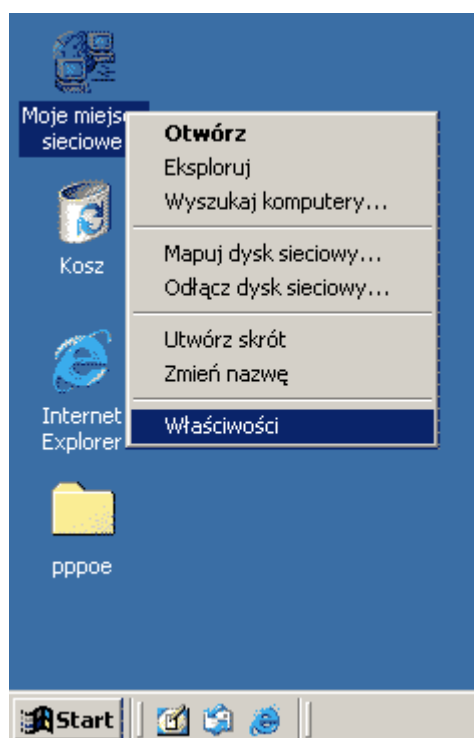 Moje miejsc
sieciowe
Otwórz
Eksploruj
Wyszukaj komputery...
Mapuj dysk sieciowy...
Odłącz dysk sieciowy...
Utwórz skrót
Zmień nazwę
Właściwości
Kosz
Internet
Explorer
pppoe
Start